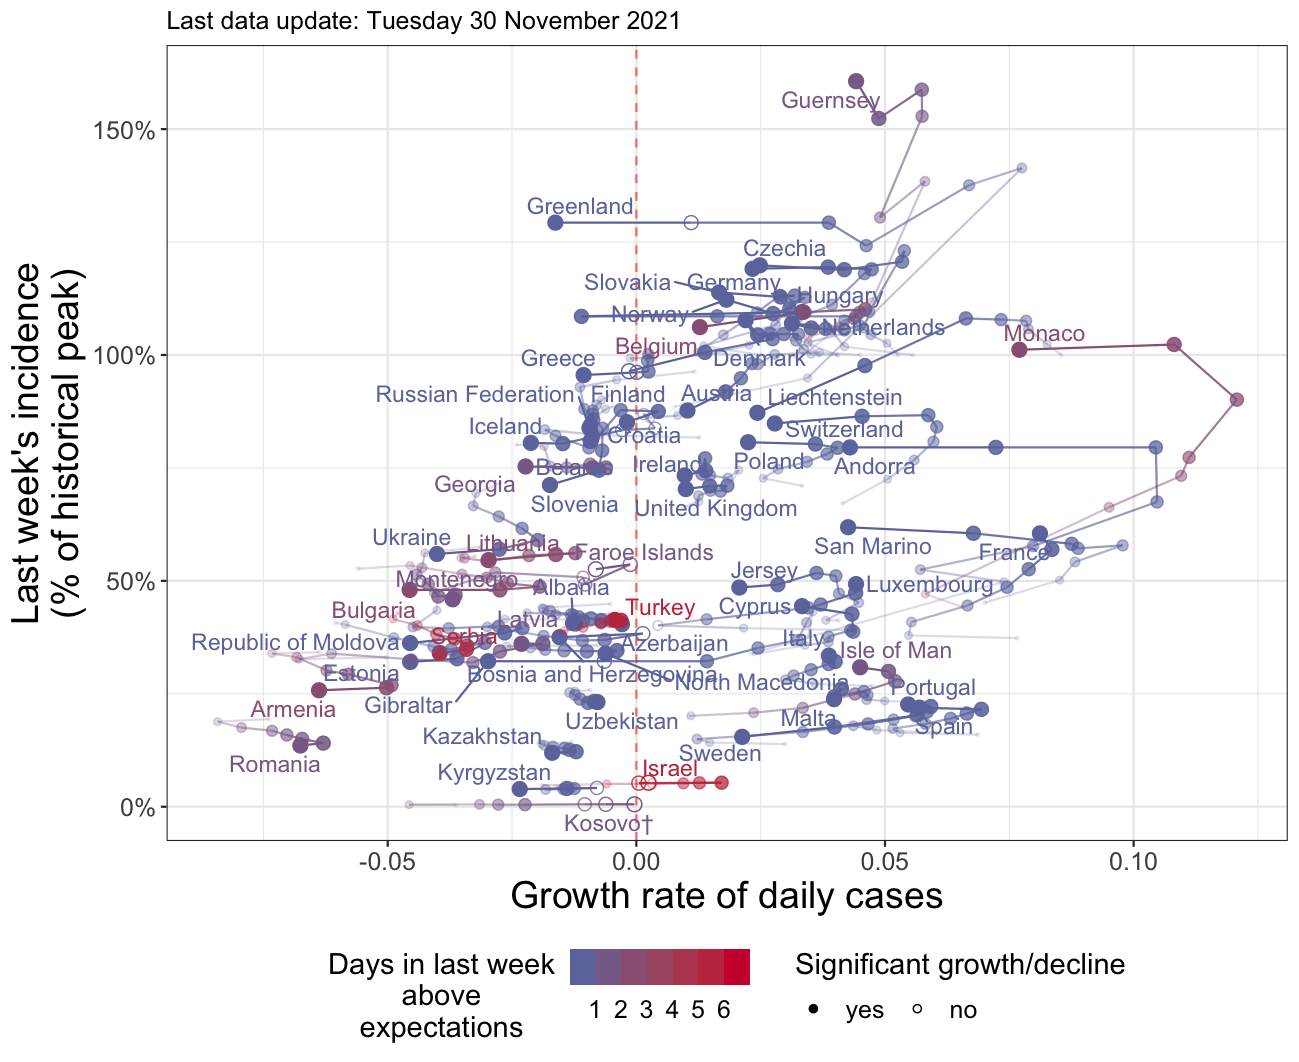 Last data update: Tuesday 30 November 2021
Last week's incidence
(% of historical peak)
150%
100%
50%
0%
Guernsey
Greenland
Czechia
Slovakia
Germany
Hungary
Norway
Netherlands
Monaco
Belgium
Greece
Denmark
Russian Federation
Finland
Austria
Liechtenstein
Iceland
Croatia
Switzerland
Belarus
Ireland
Poland
Andorra
Georgia
Slovenia
United Kingdom
Ukraine
Lithuania
Faroe Islands
San Marino
France
Montenegro
Albania
Jersey
Luxembourg
Bulgaria
Latvia
Turkey
Cyprus
Republic of Moldova
Serbia
Azerbaijan
Italy
Isle of Man
Estonia
Bosnia and Herzegovina
North Macedonia
Portugal
Gibraltar
Armenia
Uzbekistan
Malta
Spain
Kazakhstan
Sweden
Romania
Kyrgyzstan
Israel
Kosovo†
-0.05
0.00
0.05
0.10
Growth rate of daily cases
Days in last week
above
expectations
1 2 3 4 5 6
Significant growth/decline
yes
no